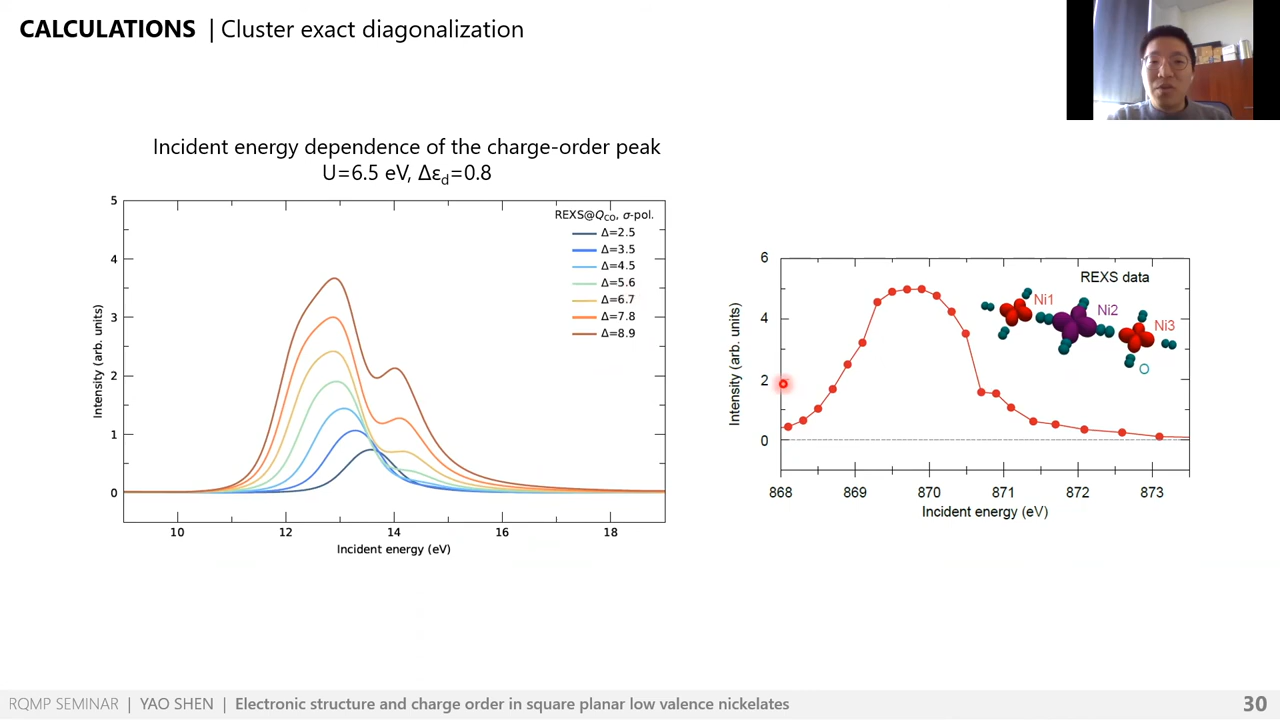 CALCULATIONS | Cluster exact diagonalization
Incident energy dependence of the charge-order peak
U=6.5 eV, Δεd=0.8
5
4
3
2
1
0
Intensity (arb. units)
REXS@QCO, σ-pol.
Δ=2.5
Δ=3.5
Δ=4.5
Δ=5.6
Δ=6.7
Δ=7.8
Δ=8.9
10 12 14 16 18
Incident energy (eV)
6
4
2
0
Intensity (arb. units)
REXS data
Ni1
Ni2
Ni3
O
868 869 870 871 872 873
Incident energy (eV)
RQMP SEMINAR | YAO SHEN | Electronic structure and charge order in square planar low valence nickelates
30